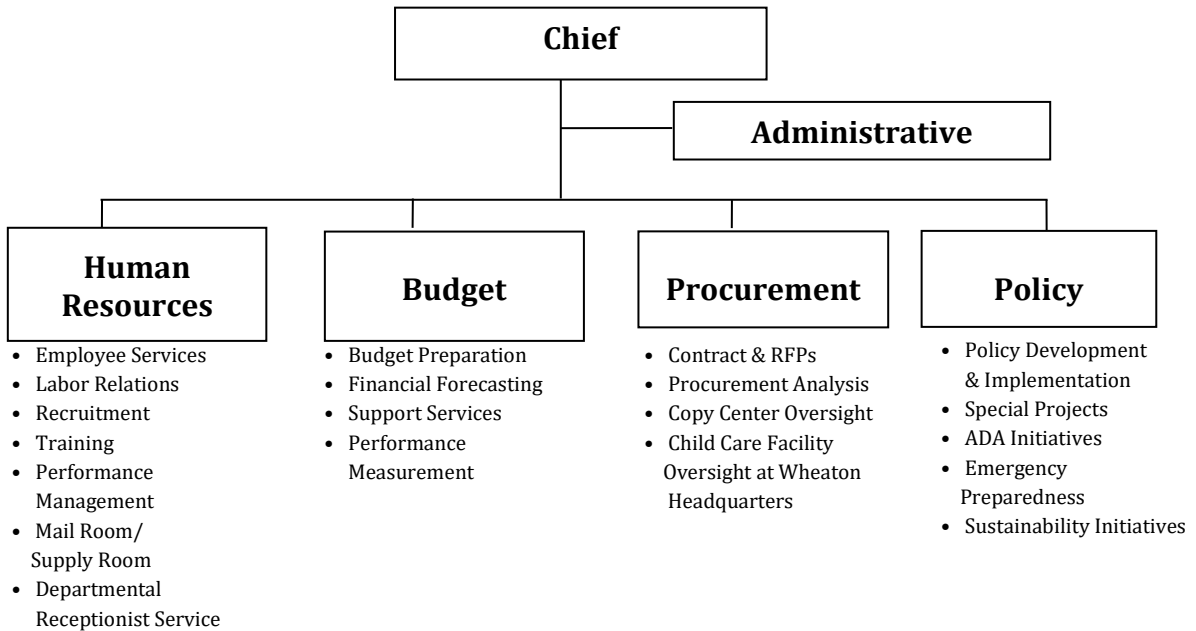 Chief
Administrative
Human
Resources
• Employee Services
• Labor Relations
• Recruitment
• Training
• Performance
Management
• Mail Room/
Supply Room
• Departmental
Receptionist Service
Budget
• Budget Preparation
• Financial Forecasting
• Support Services
• Performance
Measurement
Procurement
• Contract & RFPs
• Procurement Analysis
• Copy Center Oversight
• Child Care Facility
Oversight at Wheaton
Headquarters
Policy
• Policy Development
& Implementation
• Special Projects
• ADA Initiatives
• Emergency
Preparedness
• Sustainability Initiatives